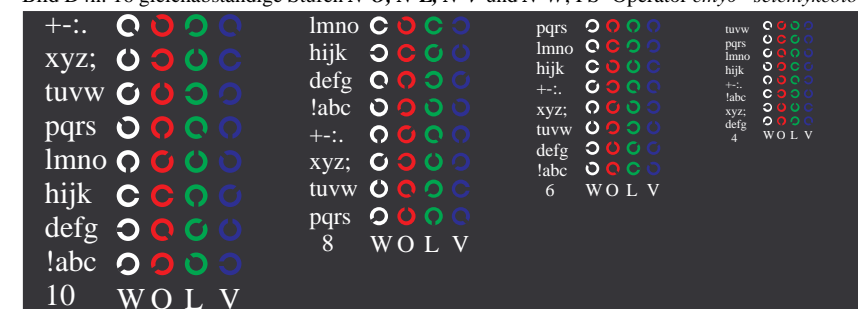 +-:.
xyz;
tuvw
pqrs
lmno
hijk
defg
!abc
10 W O L V
lmno
hijk
defg
!abc
+-:.
xyz;
tuvw
pqrs
8 W O L V
pqrs
lmno
hijk
+-:.
xyz;
tuvw
defg
!abc
6 W O L V
tuvw
pqrs
lmno
hijk
+-:.
!abc
xyz;
defg
4 W O L V